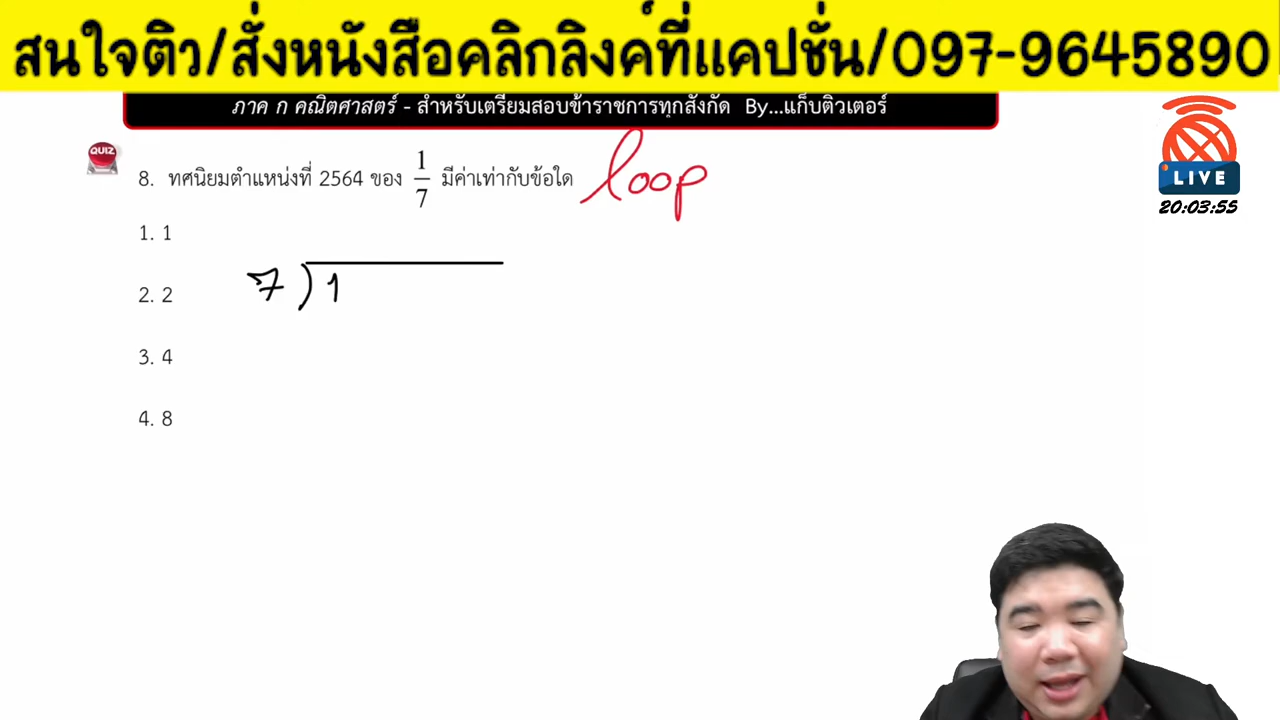 สนใจติว/สั่งหนังสือคลิกลิงค์ที่แคปชั่น/097-9645890
ภาค ก คณิตศาสตร์ - สำหรับเตรียมสอบข้าราชการทุกสังกัด By...แก็บติวเตอร์
QUIZ
8. ทศนิยมตำแหน่งที่ 2564 ของ 1/7 มีค่าเท่ากับข้อใด
loop
LIVE
20:03:55
1. 1
7 ) 1
2. 2
3. 4
4. 8